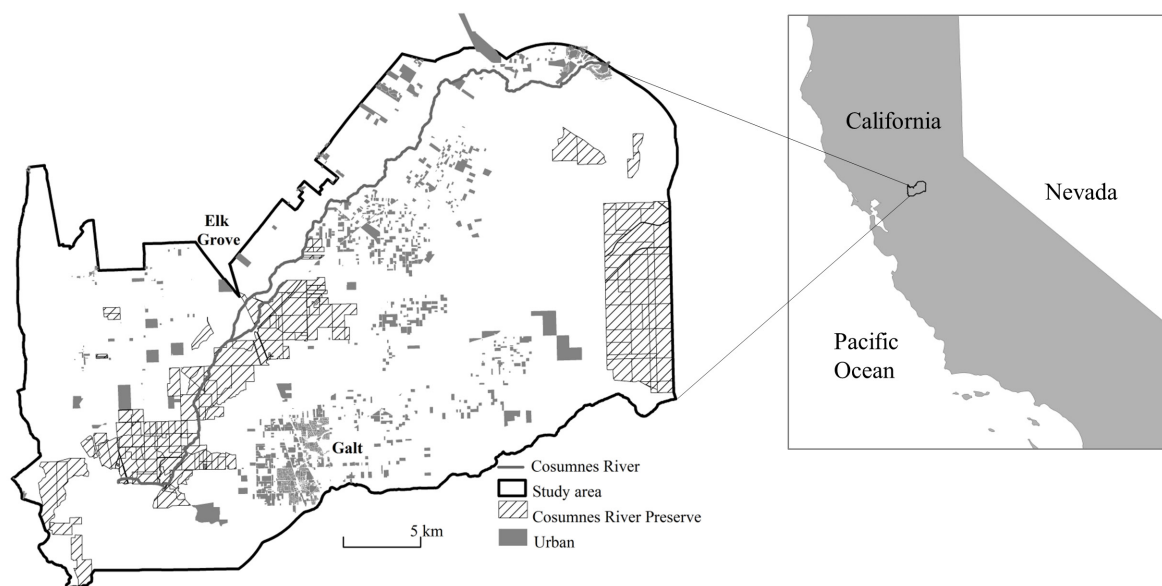 Elk
Grove
Galt
Cosumnes River
Study area
Cosumnes River Preserve
Urban
5 km
California
Nevada
Pacific
Ocean